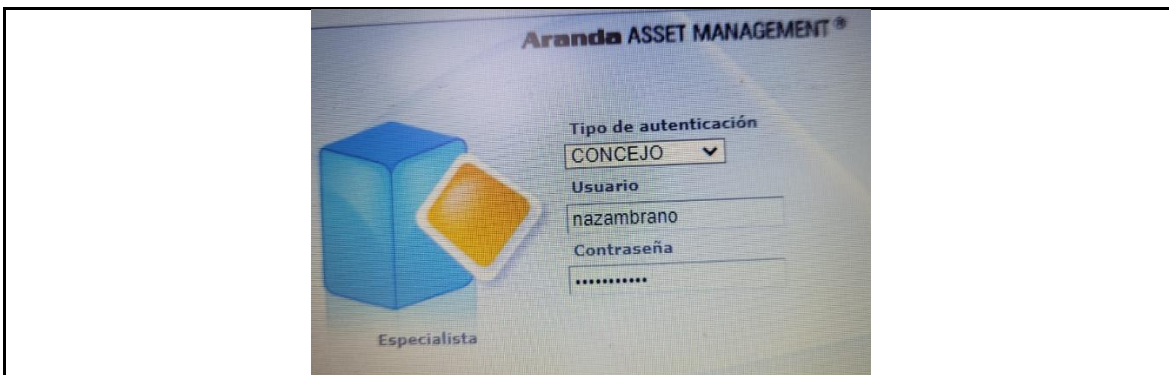 Aranda ASSET MANAGEMENT ®
Tipo de autenticación
CONCEJO
Usuario
nazambrano
Contraseña
•••••••••••
Especialista